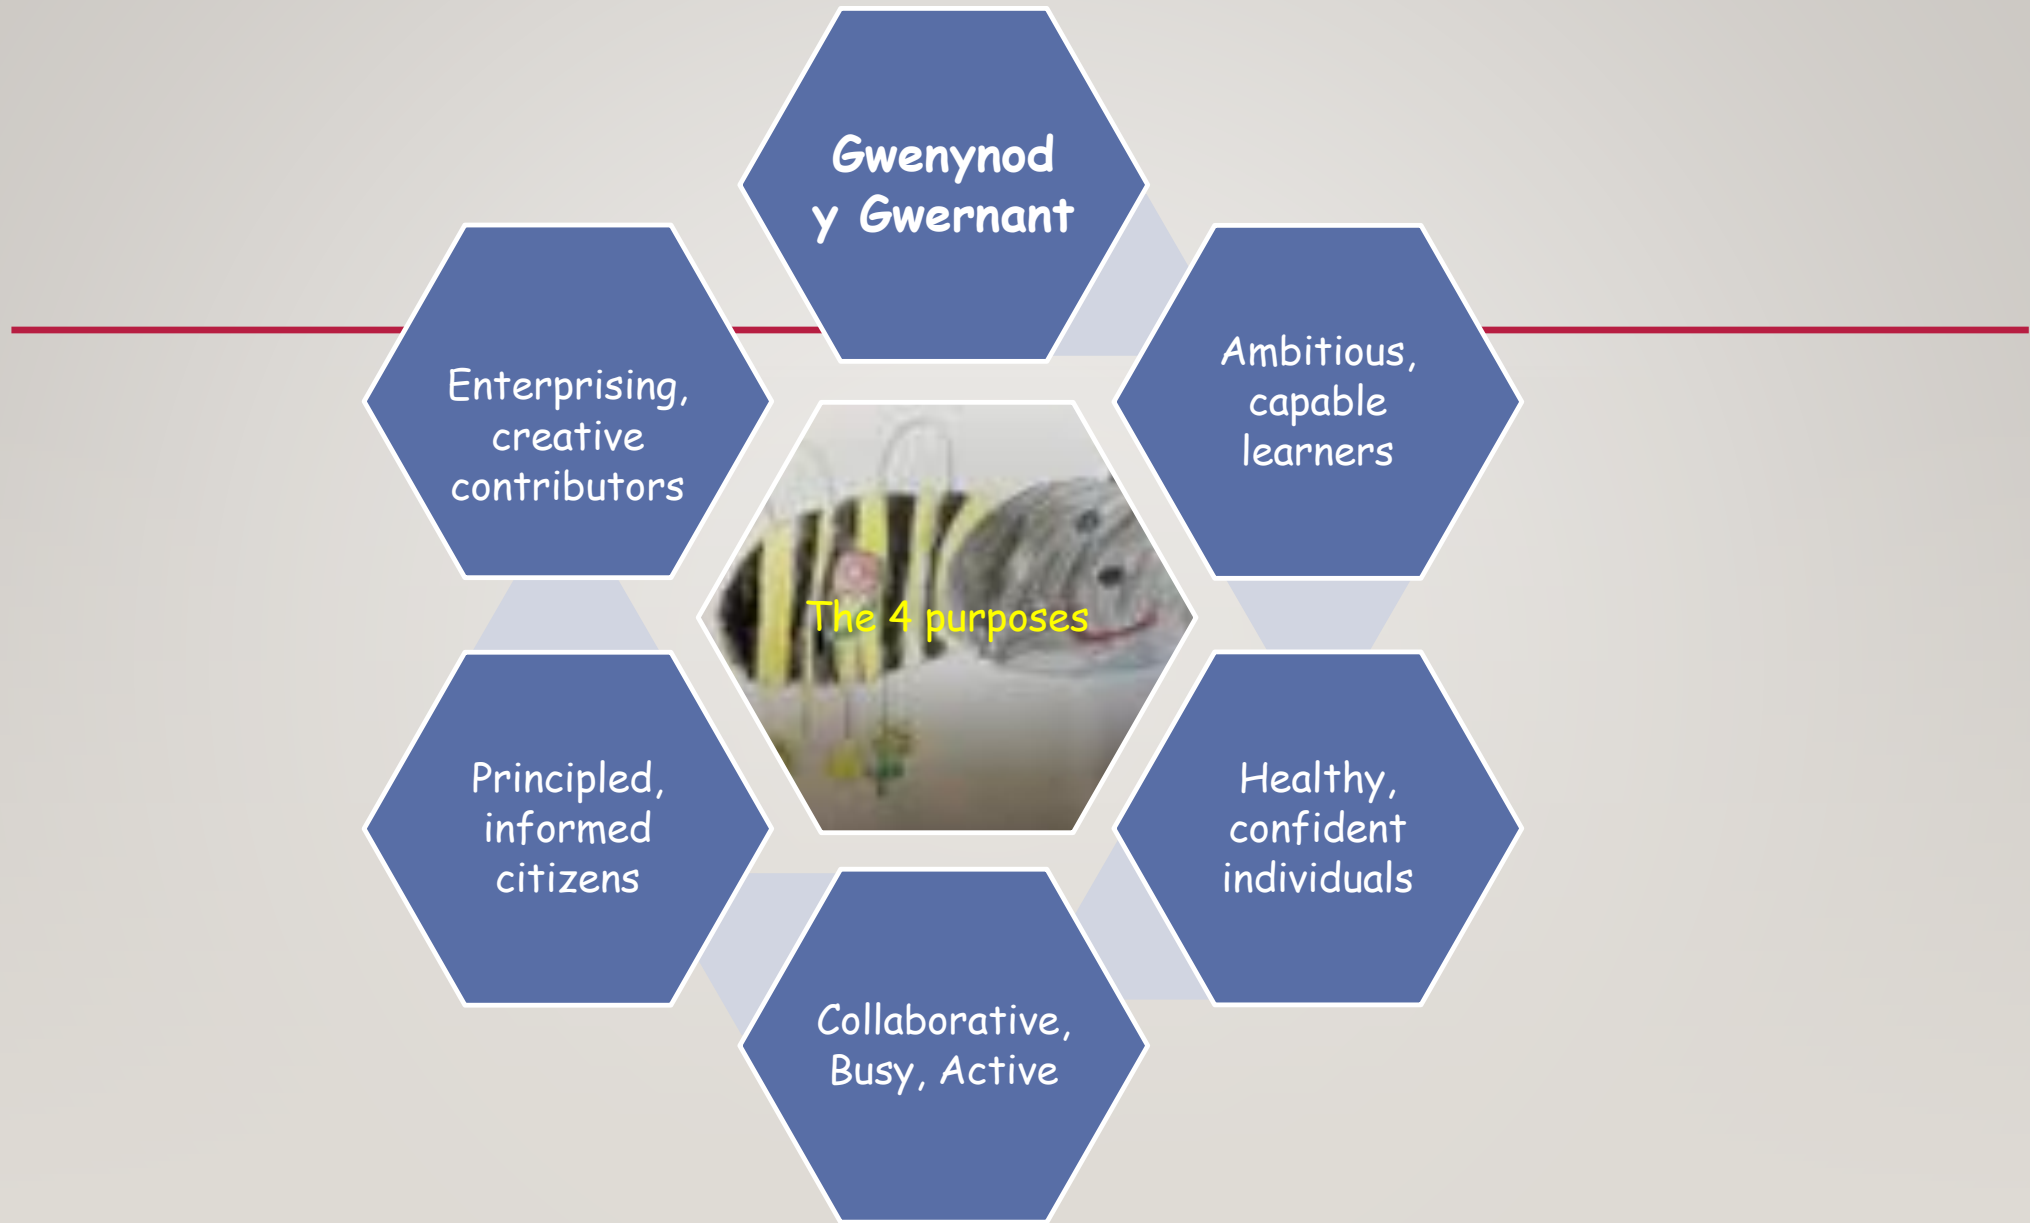 Gwenynod
y Gwernant
Ambitious,
capable
learners
Healthy,
confident
individuals
Collaborative,
Busy, Active
Principled,
informed
citizens
Enterprising,
creative
contributors
The 4 purposes